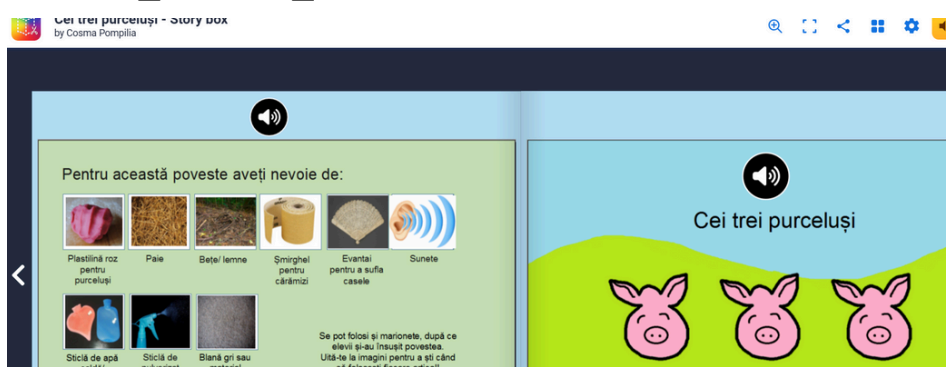 Cei trei purceluși - Story box
by Cosma Pompilia
Pentru această poveste aveți nevoie de:
Plastilină roz
pentru
purceluși
Paie
Bețe/ lemne
Șmirghel
pentru
cărămizi
Evantai
pentru a sufla
casele
Sunete
Sticlă de apă
Sticlă de
Blană gri sau
Se pot folosi și marionete, după ce
elevii și-au însușit povestea.
Uită-te la imagini pentru a ști când
Cei trei purceluși